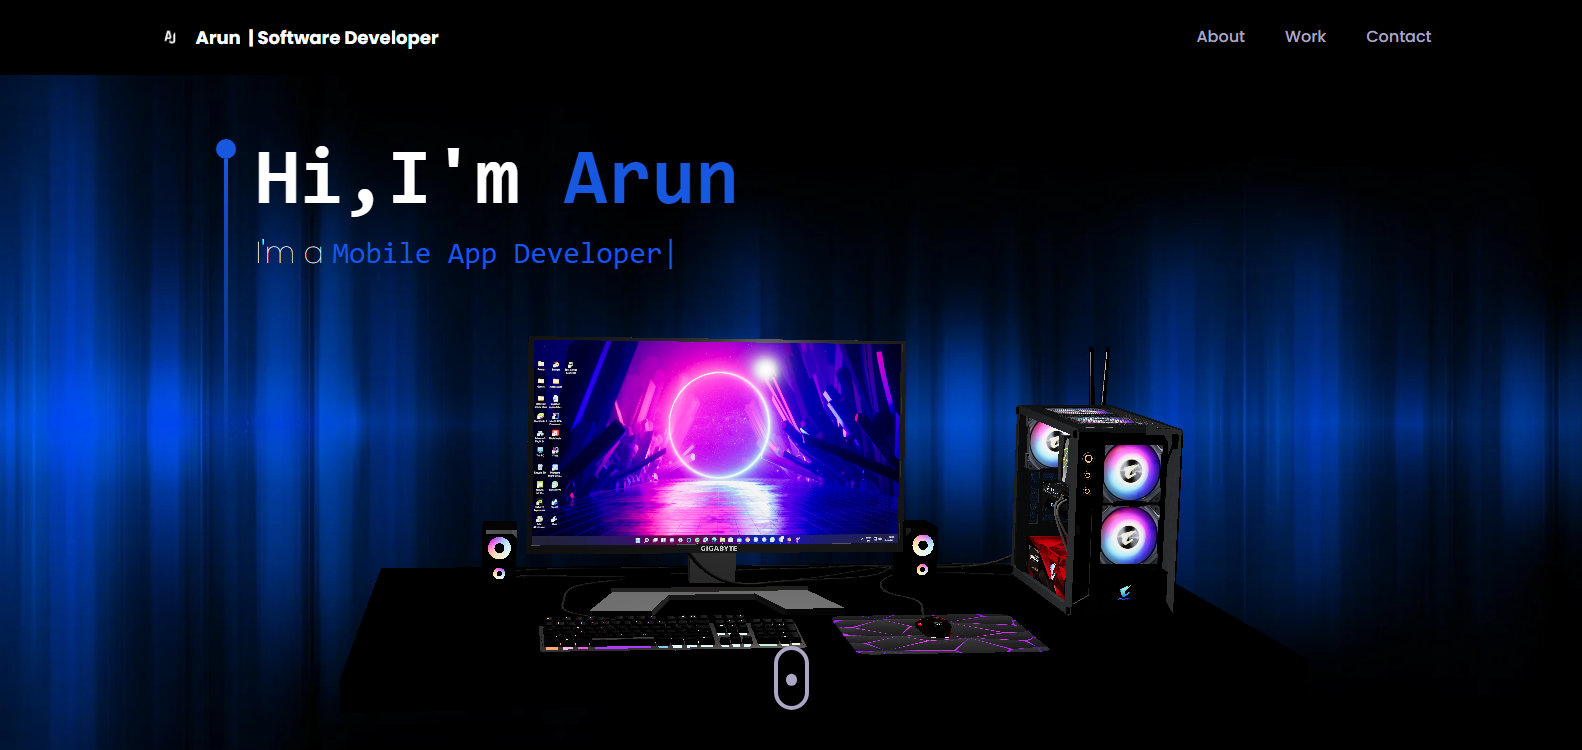 AJ
Arun | Software Developer
About
Work
Contact
Hi,I'm Arun
I'm a Mobile App Developer|
GIGABYTE